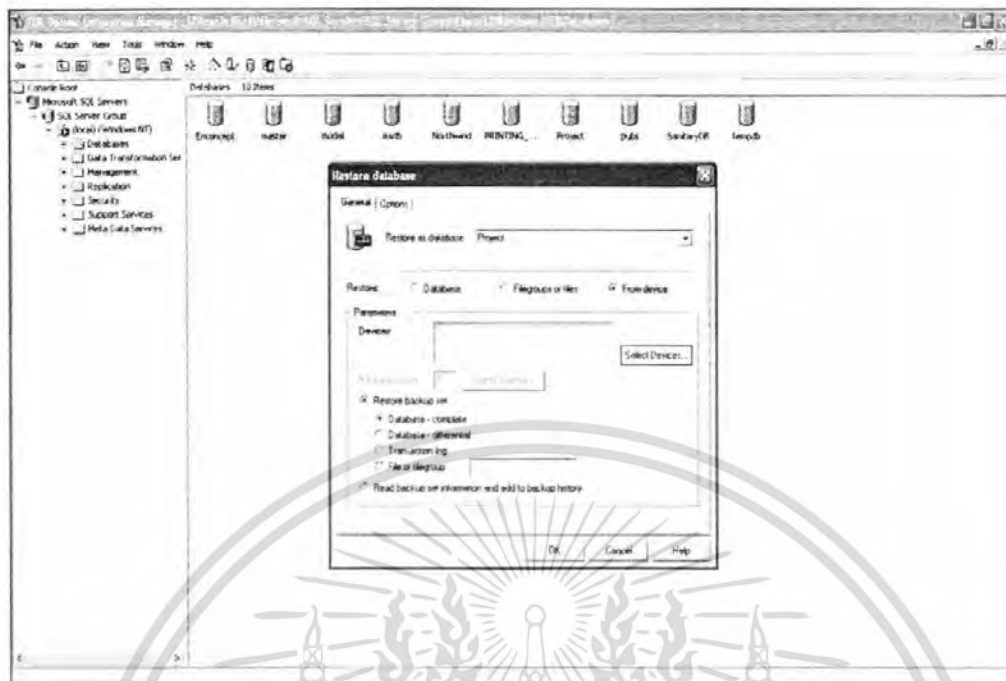 File Action View Tools Window Help
Console Root
Databases 10 Items
Microsoft SQL Servers
SQL Server Group
(local) (Windows NT)
Databases
Data Transformation Ser
Management
Replication
Security
Support Services
Meta Data Services
master
model
msdb
Northwind
PRINTING_...
Project
pubs
tempdb
Restore database
General Options
Restore as database: Project
Restore: Database Filegroups or files From device
Parameters
Devices:
Select Devices...
Restore backup set
Database - complete
Database - differential
Transaction log
File or filegroup
Read backup set information and add to backup history
OK Cancel Help